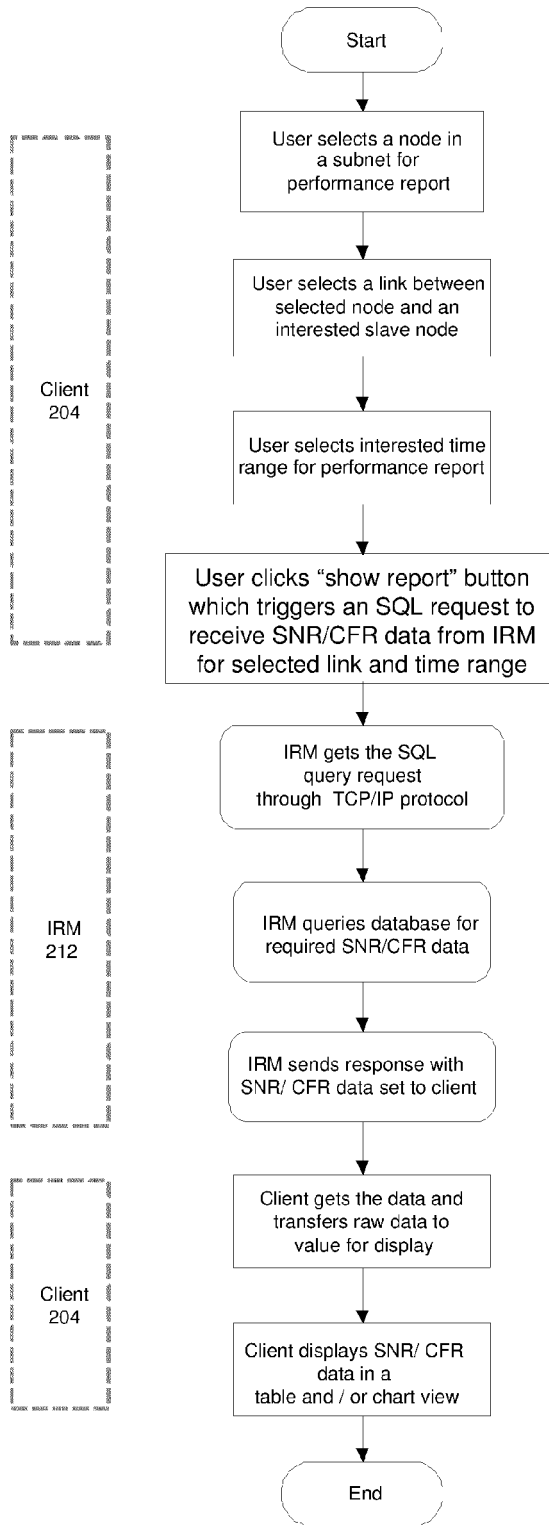 Start
User selects a node in
a subnet for
performance report
User selects a link between
selected node and an
interested slave node
Client
204
User selects interested time
range for performance report
User clicks “show report” button
which triggers an SQL request to
receive SNR/CFR data from IRM
for selected link and time range
IRM gets the SQL
query request
through TCP/IP protocol
IRM
212
IRM queries database for
required SNR/CFR data
IRM sends response with
SNR/ CFR data set to client
Client gets the data and
transfers raw data to
value for display
Client
204
Client displays SNR/ CFR
data in a
table and / or chart view
End